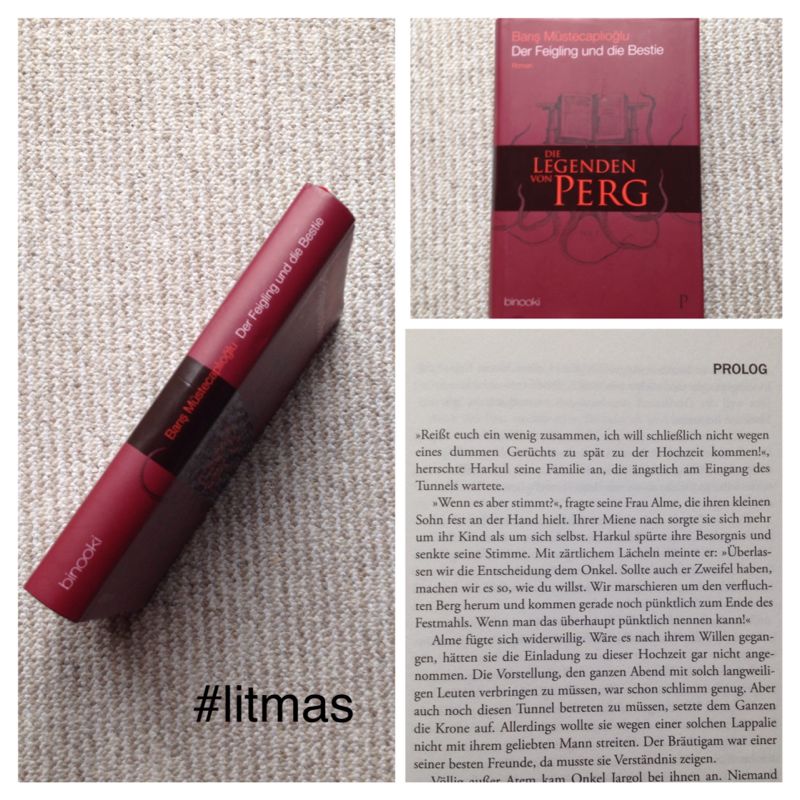 Barış Müstecaplıoğlu Der Feigling und die Bestie
binooki
#litmas
Barış Müstecaplıoğlu
Der Feigling und die Bestie
Roman
DIE
LEGENDEN
VON PERG
binooki
P
PROLOG
»Reißt euch ein wenig zusammen, ich will schließlich nicht wegen
eines dummen Gerüchts zu spät zu der Hochzeit kommen!«,
herrschte Harkul seine Familie an, die ängstlich am Eingang des
Tunnels wartete.
»Wenn es aber stimmt?«, fragte seine Frau Alme, die ihren kleinen
Sohn fest an der Hand hielt. Ihrer Miene nach sorgte sie sich mehr
um ihr Kind als um sich selbst. Harkul spürte ihre Besorgnis und
senkte seine Stimme. Mit zärtlichem Lächeln meinte er: »Überlas-
sen wir die Entscheidung dem Onkel. Sollte auch er Zweifel haben,
machen wir es so, wie du willst. Wir marschieren um den verfluch-
ten Berg herum und kommen gerade noch pünktlich zum Ende des
Festmahls. Wenn man das überhaupt pünktlich nennen kann!«
Alme fügte sich widerwillig. Wäre es nach ihrem Willen gegan-
gen, hätten sie die Einladung zu dieser Hochzeit gar nicht ange-
nommen. Die Vorstellung, den ganzen Abend mit solch langweili-
gen Leuten verbringen zu müssen, war schon schlimm genug. Aber
auch noch diesen Tunnel betreten zu müssen, setzte dem Ganzen
die Krone auf. Allerdings wollte sie wegen einer solchen Lappalie
nicht mit ihrem geliebten Mann streiten. Der Bräutigam war einer
seiner besten Freunde, da musste sie Verständnis zeigen.
Völlig außer Atem kam Onkel Jargol bei ihnen an. Niemand